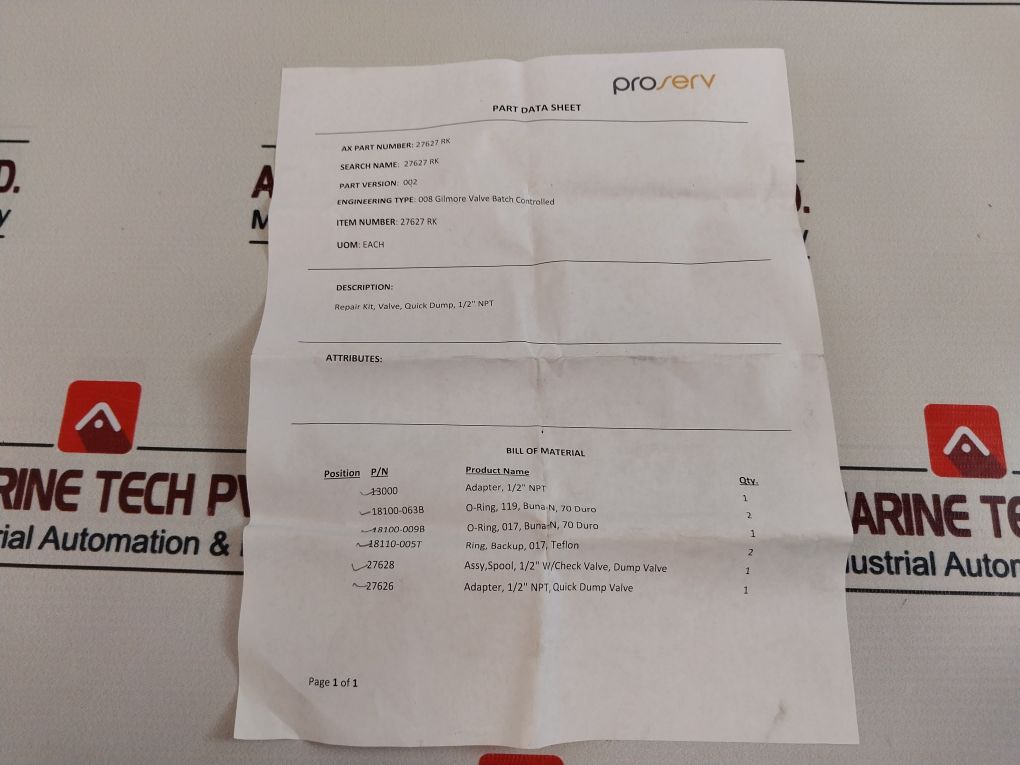 proserv
PART DATA SHEET
AX PART NUMBER: 27627 RK
SEARCH NAME: 27627 RK
PART VERSION: 002
ENGINEERING TYPE: 008 Gilmore Valve Batch Controlled
ITEM NUMBER: 27627 RK
UOM: EACH
DESCRIPTION:
Repair Kit, Valve, Quick Dump, 1/2" NPT
ATTRIBUTES:
BILL OF MATERIAL
Position P/N Product Name Qty.
13000 Adapter, 1/2" NPT 1
18100-063B O-Ring, 119, Buna-N, 70 Duro 2
18100-009B O-Ring, 017, Buna-N, 70 Duro 1
18110-005T Ring, Backup, 017, Teflon 2
27628 Assy,Spool, 1/2" W/Check Valve, Dump Valve 1
27626 Adapter, 1/2" NPT, Quick Dump Valve 1
Page 1 of 1
D.
y
A
M
D.
y
RINE TECH PV
rial Automation &
ARINE TE
ustrial Autom